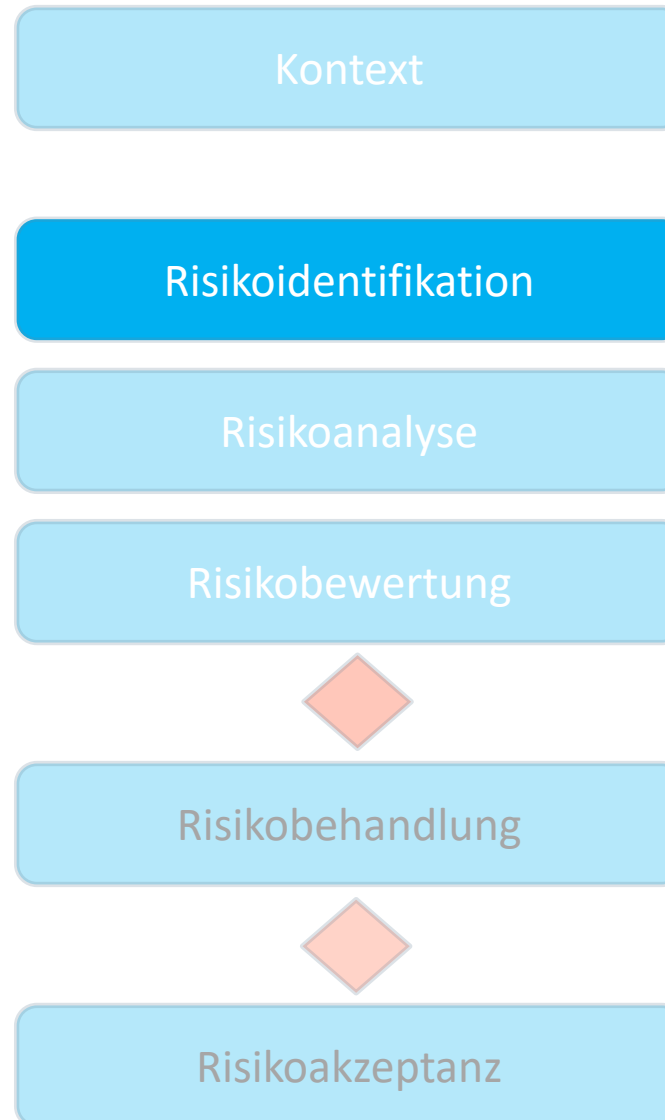 Kontext
Risikoidentifikation
Risikoanalyse
Risikobewertung
Risikobehandlung
Risikoakzeptanz